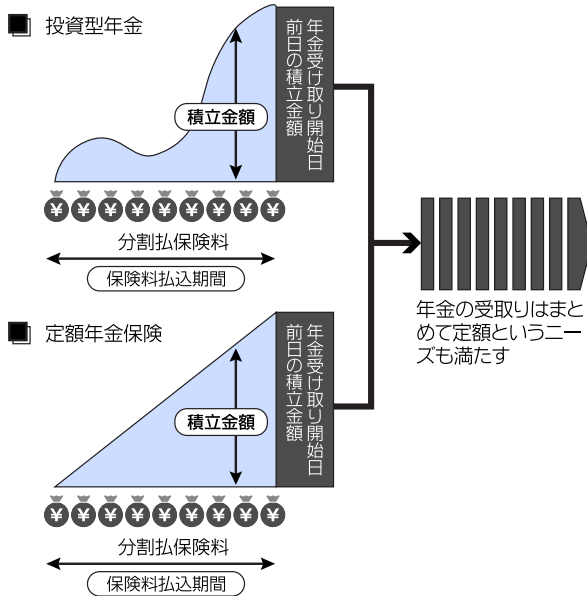 投資型年金
積立金額
年金受け取り開始日
前日の積立金額
¥ ¥ ¥ ¥ ¥ ¥ ¥ ¥ ¥
分割払保険料
保険料払込期間
定額年金保険
積立金額
年金受け取り開始日
前日の積立金額
¥ ¥ ¥ ¥ ¥ ¥ ¥ ¥ ¥
分割払保険料
保険料払込期間
年金の受取りはまと
めて定額というニー
ズも満たす